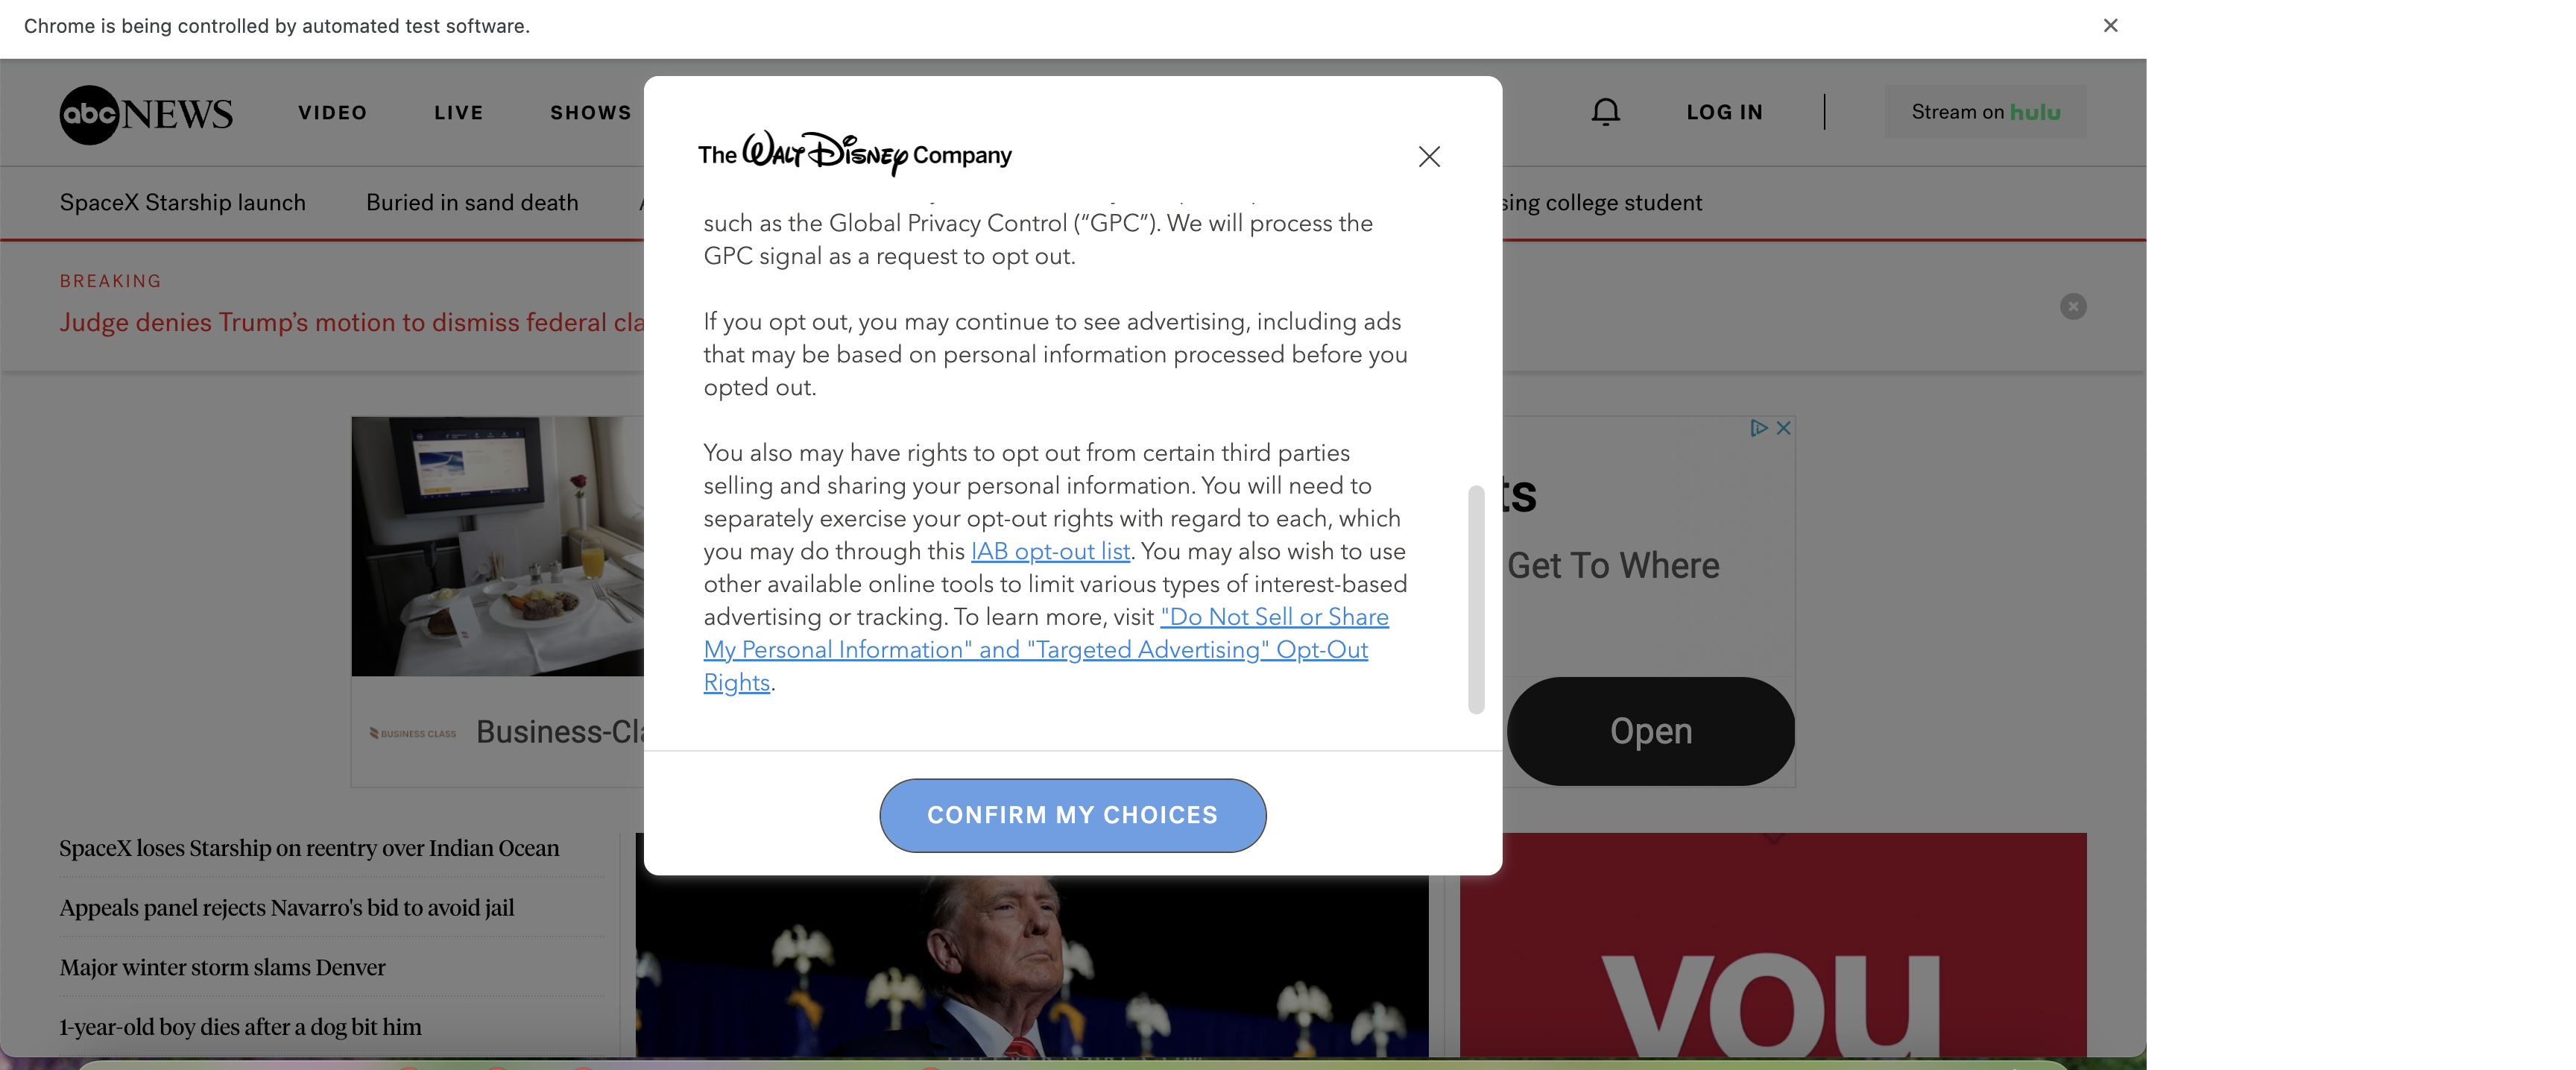 Chrome is being controlled by automated test software.
abc NEWS
VIDEO
LIVE
SHOWS
LOG IN
Stream on hulu
SpaceX Starship launch
Buried in sand death
sing college student
BREAKING
Judge denies Trump’s motion to dismiss federal cla
The WALT DISNEY Company
such as the Global Privacy Control (“GPC”). We will process the
GPC signal as a request to opt out.
If you opt out, you may continue to see advertising, including ads
that may be based on personal information processed before you
opted out.
You also may have rights to opt out from certain third parties
selling and sharing your personal information. You will need to
separately exercise your opt-out rights with regard to each, which
you may do through this IAB opt-out list. You may also wish to use
other available online tools to limit various types of interest-based
advertising or tracking. To learn more, visit "Do Not Sell or Share
My Personal Information" and "Targeted Advertising" Opt-Out
Rights.
CONFIRM MY CHOICES
ts
Get To Where
BUSINESS CLASS
Business-Cla
Open
SpaceX loses Starship on reentry over Indian Ocean
Appeals panel rejects Navarro's bid to avoid jail
Major winter storm slams Denver
1-year-old boy dies after a dog bit him
you